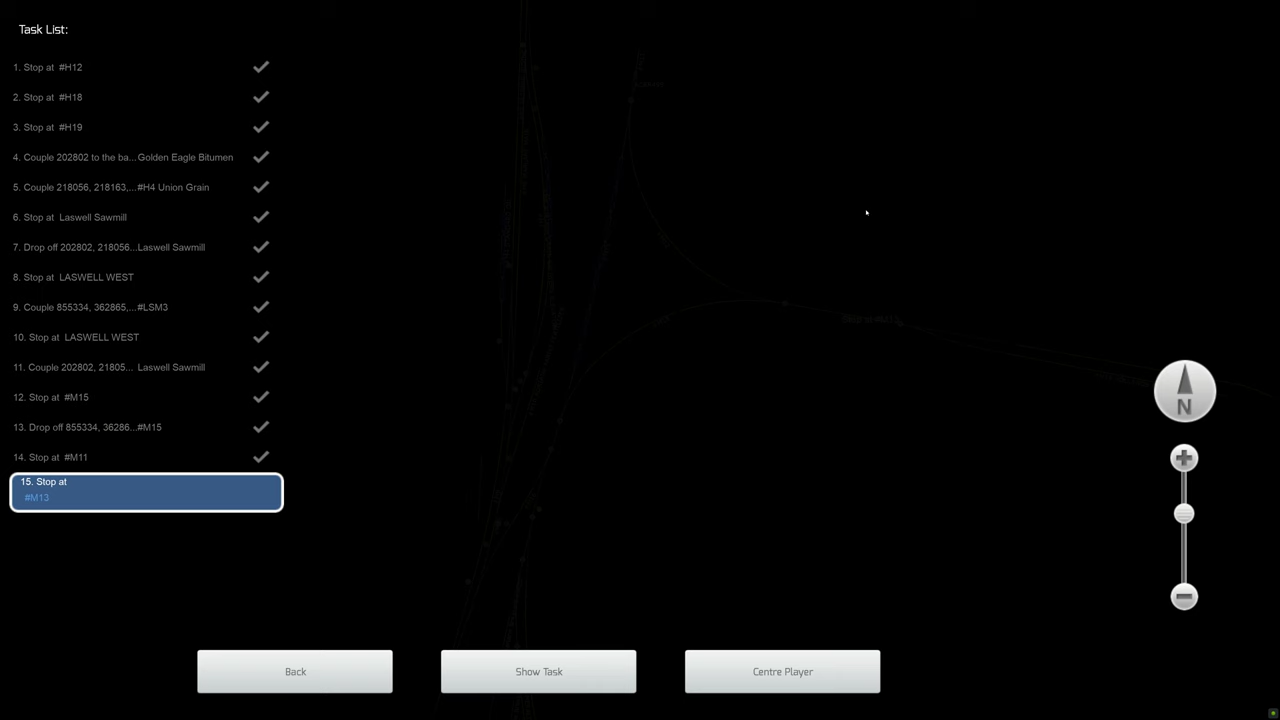 Task List:
1. Stop at #H12
2. Stop at #H18
3. Stop at #H19
4. Couple 202802 to the ba... Golden Eagle Bitumen
5. Couple 218056, 218163,... #H4 Union Grain
6. Stop at Laswell Sawmill
7. Drop off 202802, 218056... Laswell Sawmill
8. Stop at LASWELL WEST
9. Couple 855334, 362865,... #LSM3
10. Stop at LASWELL WEST
11. Couple 202802, 21805... Laswell Sawmill
12. Stop at #M15
13. Drop off 855334, 36286...#M15
14. Stop at #M11
15. Stop at
#M13
N
Back
Show Task
Centre Player